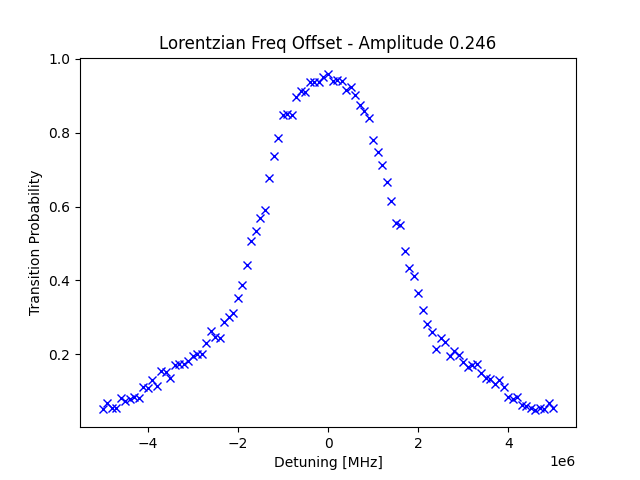 Lorentzian Freq Offset - Amplitude 0.246
Transition Probability
1.0
0.8
0.6
0.4
0.2
−4
−2
0
2
4
1e6
Detuning [MHz]